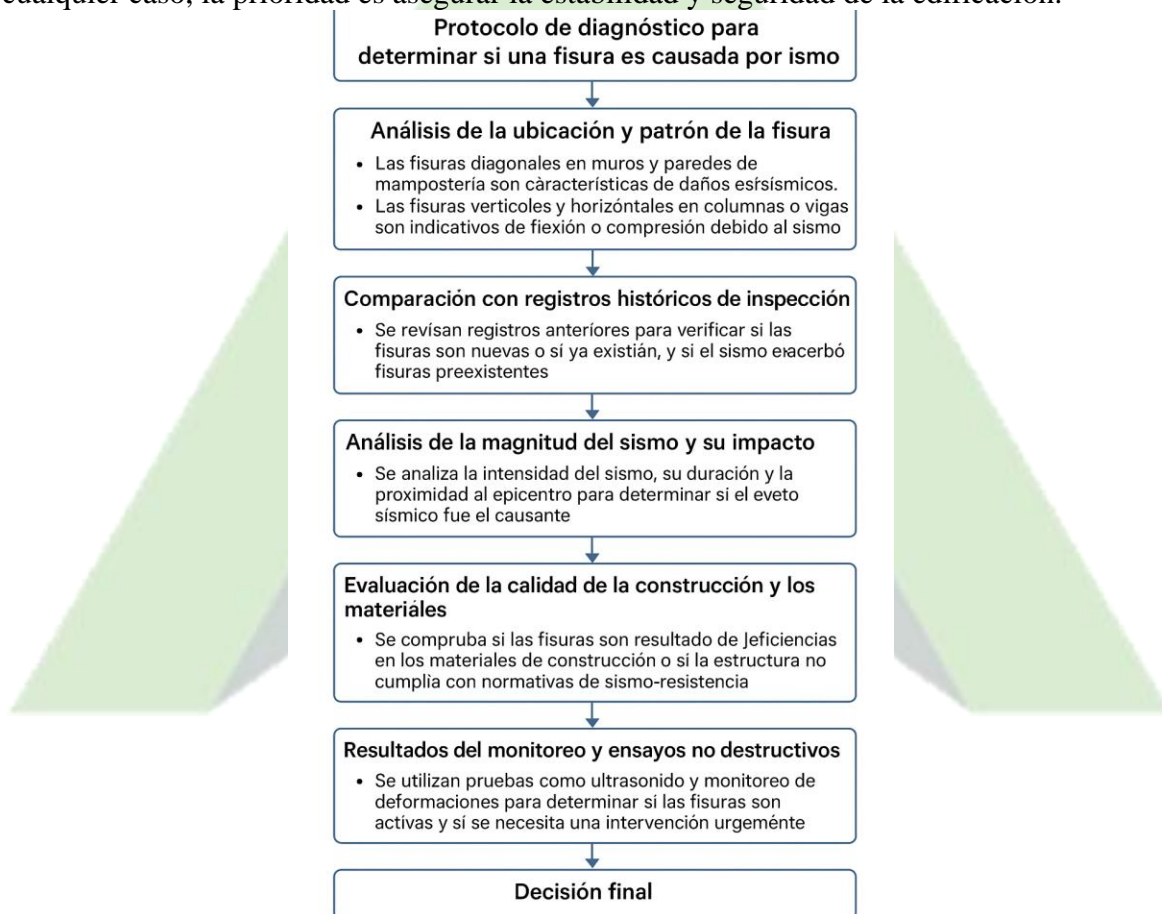 cualquier caso, la prioridad es asegurar la estabilidad y seguridad de la edificación.
Protocolo de diagnóstico para
determinar si una fisura es causada por ismo
Análisis de la ubicación y patrón de la fisura
• Las fisuras diagonales en muros y paredes de
mampostería son càracterísticas de daños esŕsísmicos.
• Las fisuras verticoles y horizóntales en columnas o vigas
son indicativos de fiexión o compresión debido al sismo
Comparación con registros históricos de inspección
• Se revísan registros anteríores para verificar si las
fisuras son nuevas o sí ya existián, y si el sismo exacerbó
fisuras preexistentes
Análisis de la magnitud del sismo y su impacto
• Se analiza la intensidad del sismo, su duración y la
proximidad al epicentro para determinar si el eveto
sísmico fue el causante
Evaluación de la calidad de la construcción y los
materiáles
• Se compruba si las fisuras son resultado de Jeficiencias
en los materiales de construcción o si la estructura no
cumplìa con normativas de sismo-resistencia
Resultados del monitoreo y ensayos no destructivos
• Se utilizan pruebas como ultrasonido y monitoreo de
deformaciones para determinar sí las fisuras son
actívas y sí se necesita una intervención urgeménte
Decisión final